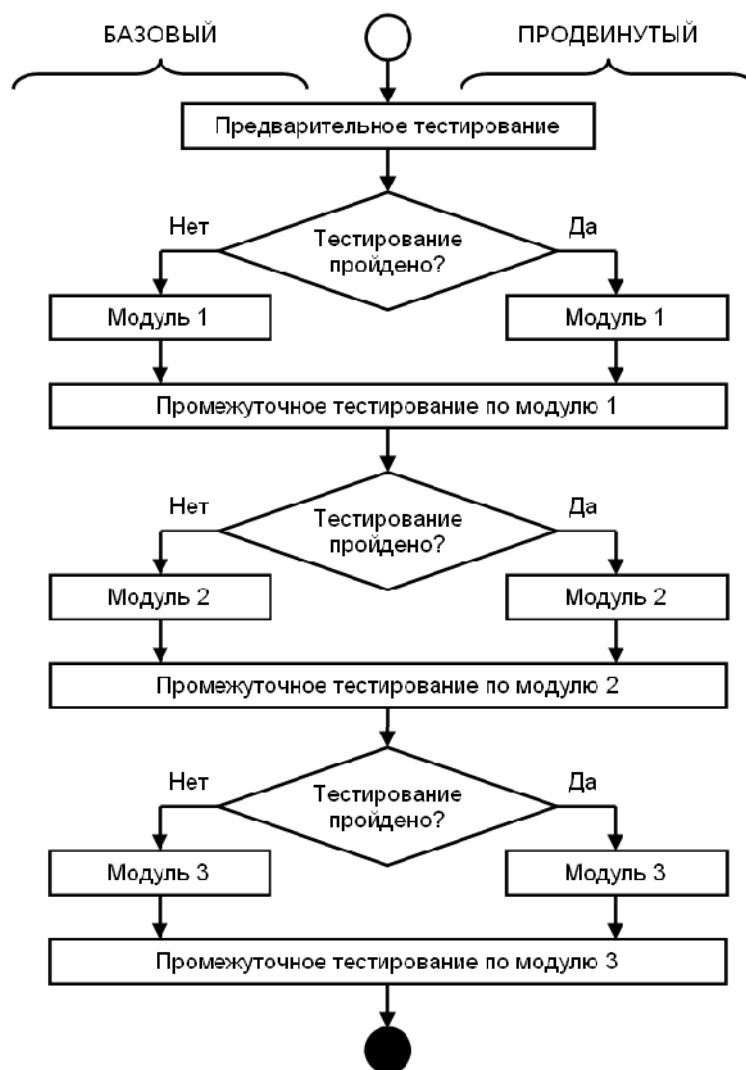 БАЗОВЫЙ
ПРОДВИНУТЫЙ
Предварительное тестирование
Нет
Тестирование
пройдено?
Да
Модуль 1
Модуль 1
Промежуточное тестирование по модулю 1
Нет
Тестирование
пройдено?
Да
Модуль 2
Модуль 2
Промежуточное тестирование по модулю 2
Нет
Тестирование
пройдено?
Да
Модуль 3
Модуль 3
Промежуточное тестирование по модулю 3